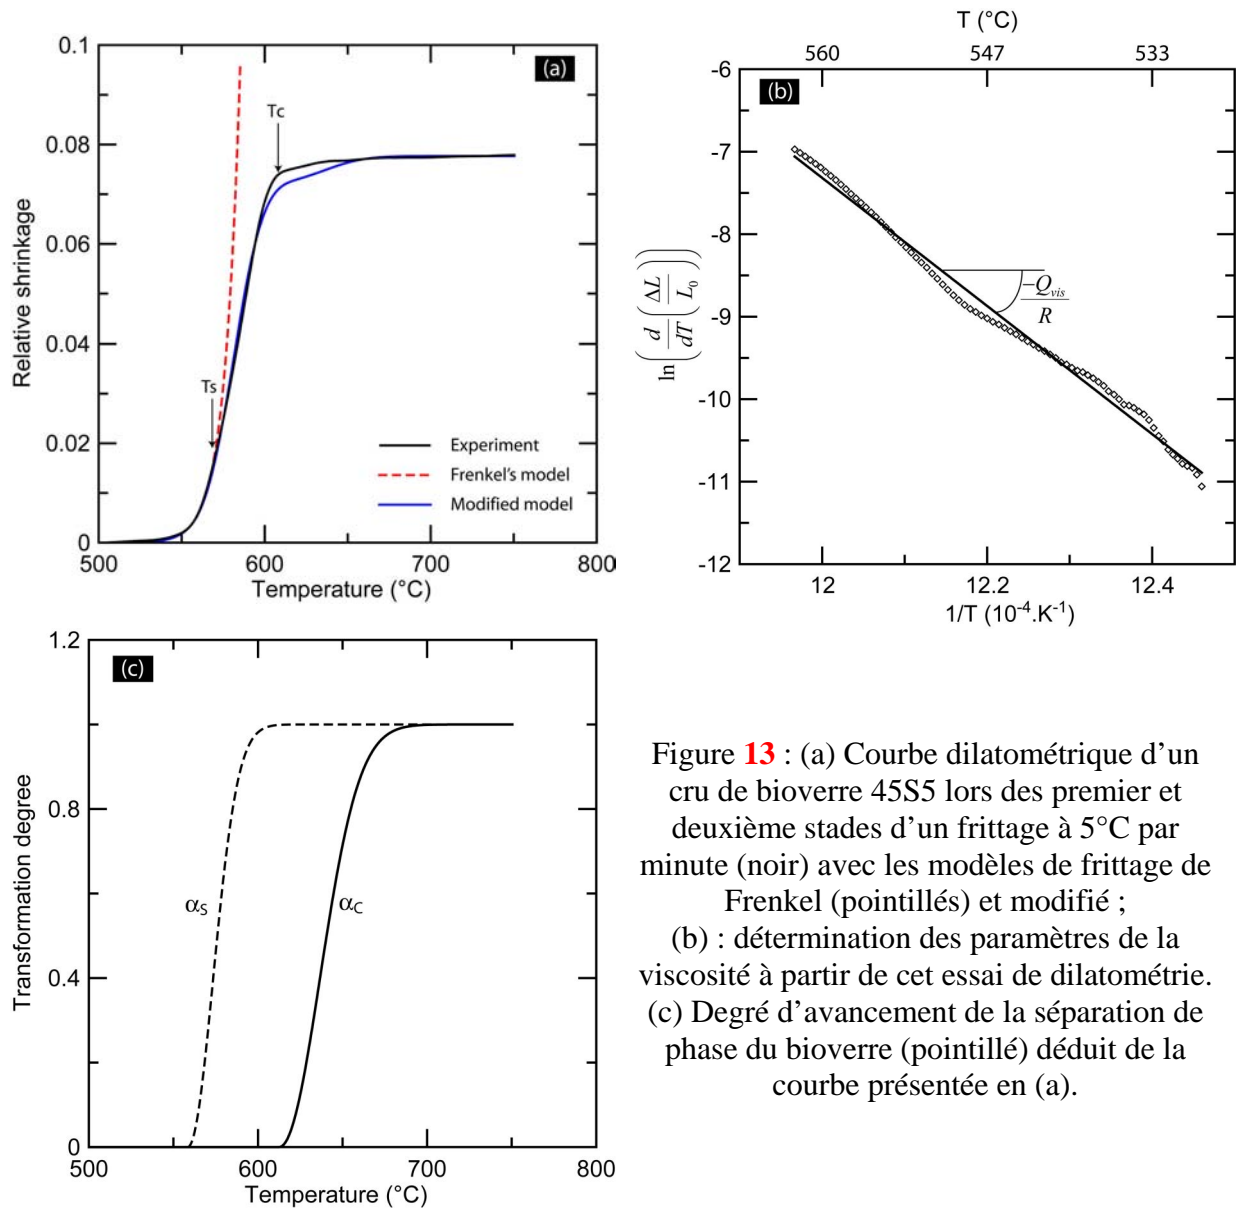 (a)
0.1
0.08
0.06
0.04
0.02
0
Relative shrinkage
Tc
Ts
Experiment
Frenkel's model
Modified model
500
600
700
800
Temperature (°C)
T (°C)
560
547
533
(b)
-6
-7
-8
-9
-10
-11
-12
ln(d/dT(ΔL/L₀))
-Qvis/R
12
12.2
12.4
1/T (10⁻⁴.K⁻¹)
(c)
1.2
0.8
0.4
0
Transformation degree
αS
αC
500
600
700
800
Temperature (°C)
Figure 13 : (a) Courbe dilatométrique d'un
cru de bioverre 45S5 lors des premier et
deuxième stades d'un frittage à 5°C par
minute (noir) avec les modèles de frittage de
Frenkel (pointillés) et modifié ;
(b) : détermination des paramètres de la
viscosité à partir de cet essai de dilatométrie.
(c) Degré d'avancement de la séparation de
phase du bioverre (pointillé) déduit de la
courbe présentée en (a).